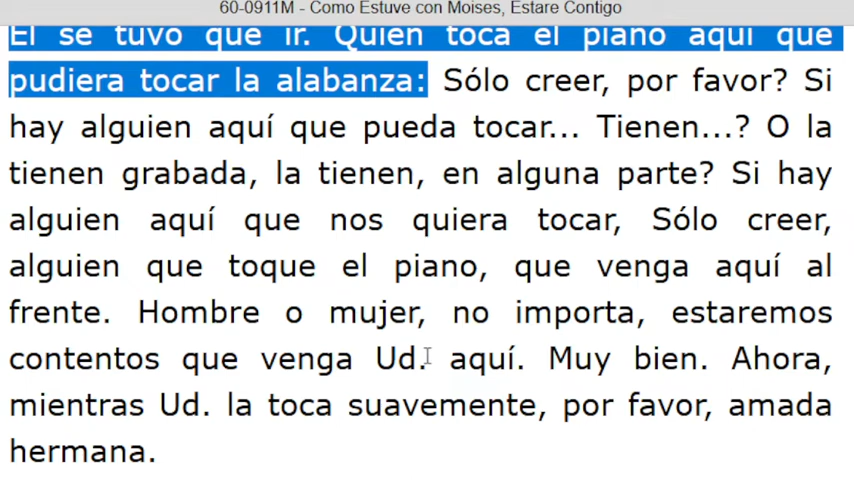 60-0911M - Como Estuve con Moises, Estare Contigo
El se tuvo que ir. Quien toca el piano aqui que
pudiera tocar la alabanza: Sólo creer, por favor? Si
hay alguien aquí que pueda tocar... Tienen...? O la
tienen grabada, la tienen, en alguna parte? Si hay
alguien aquí que nos quiera tocar, Sólo creer,
alguien que toque el piano, que venga aquí al
frente. Hombre o mujer, no importa, estaremos
contentos que venga Ud. aquí. Muy bien. Ahora,
mientras Ud. la toca suavemente, por favor, amada
hermana.